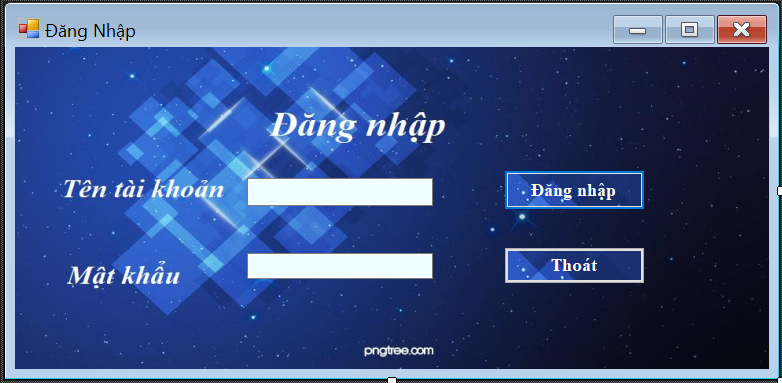 Đăng Nhập
Đăng nhập
Tên tài khoản
Đăng nhập
Mật khẩu
Thoát
pngtree.com